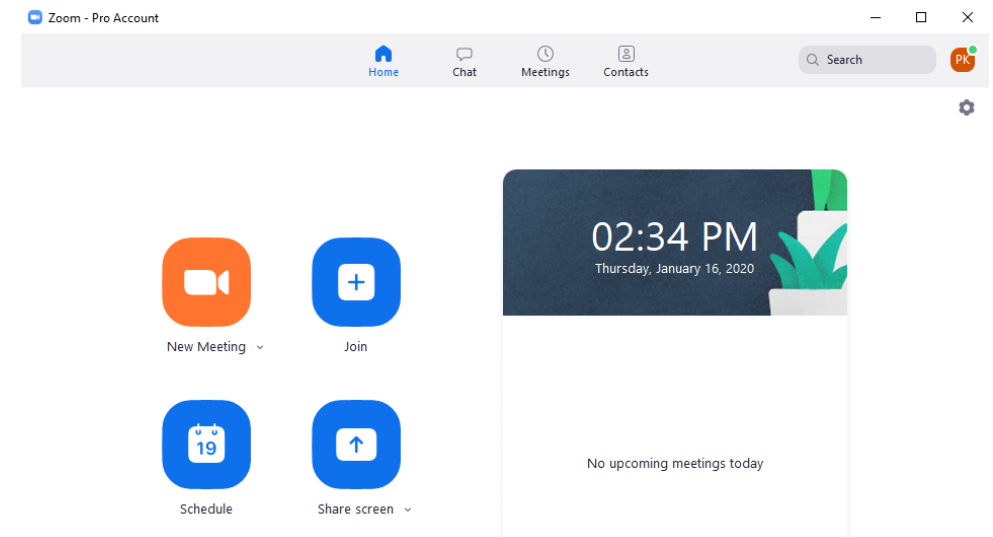 Zoom - Pro Account
Home
Chat
Meetings
Contacts
Search
PK
02:34 PM
Thursday, January 16, 2020
New Meeting
Join
19
Schedule
Share screen
No upcoming meetings today